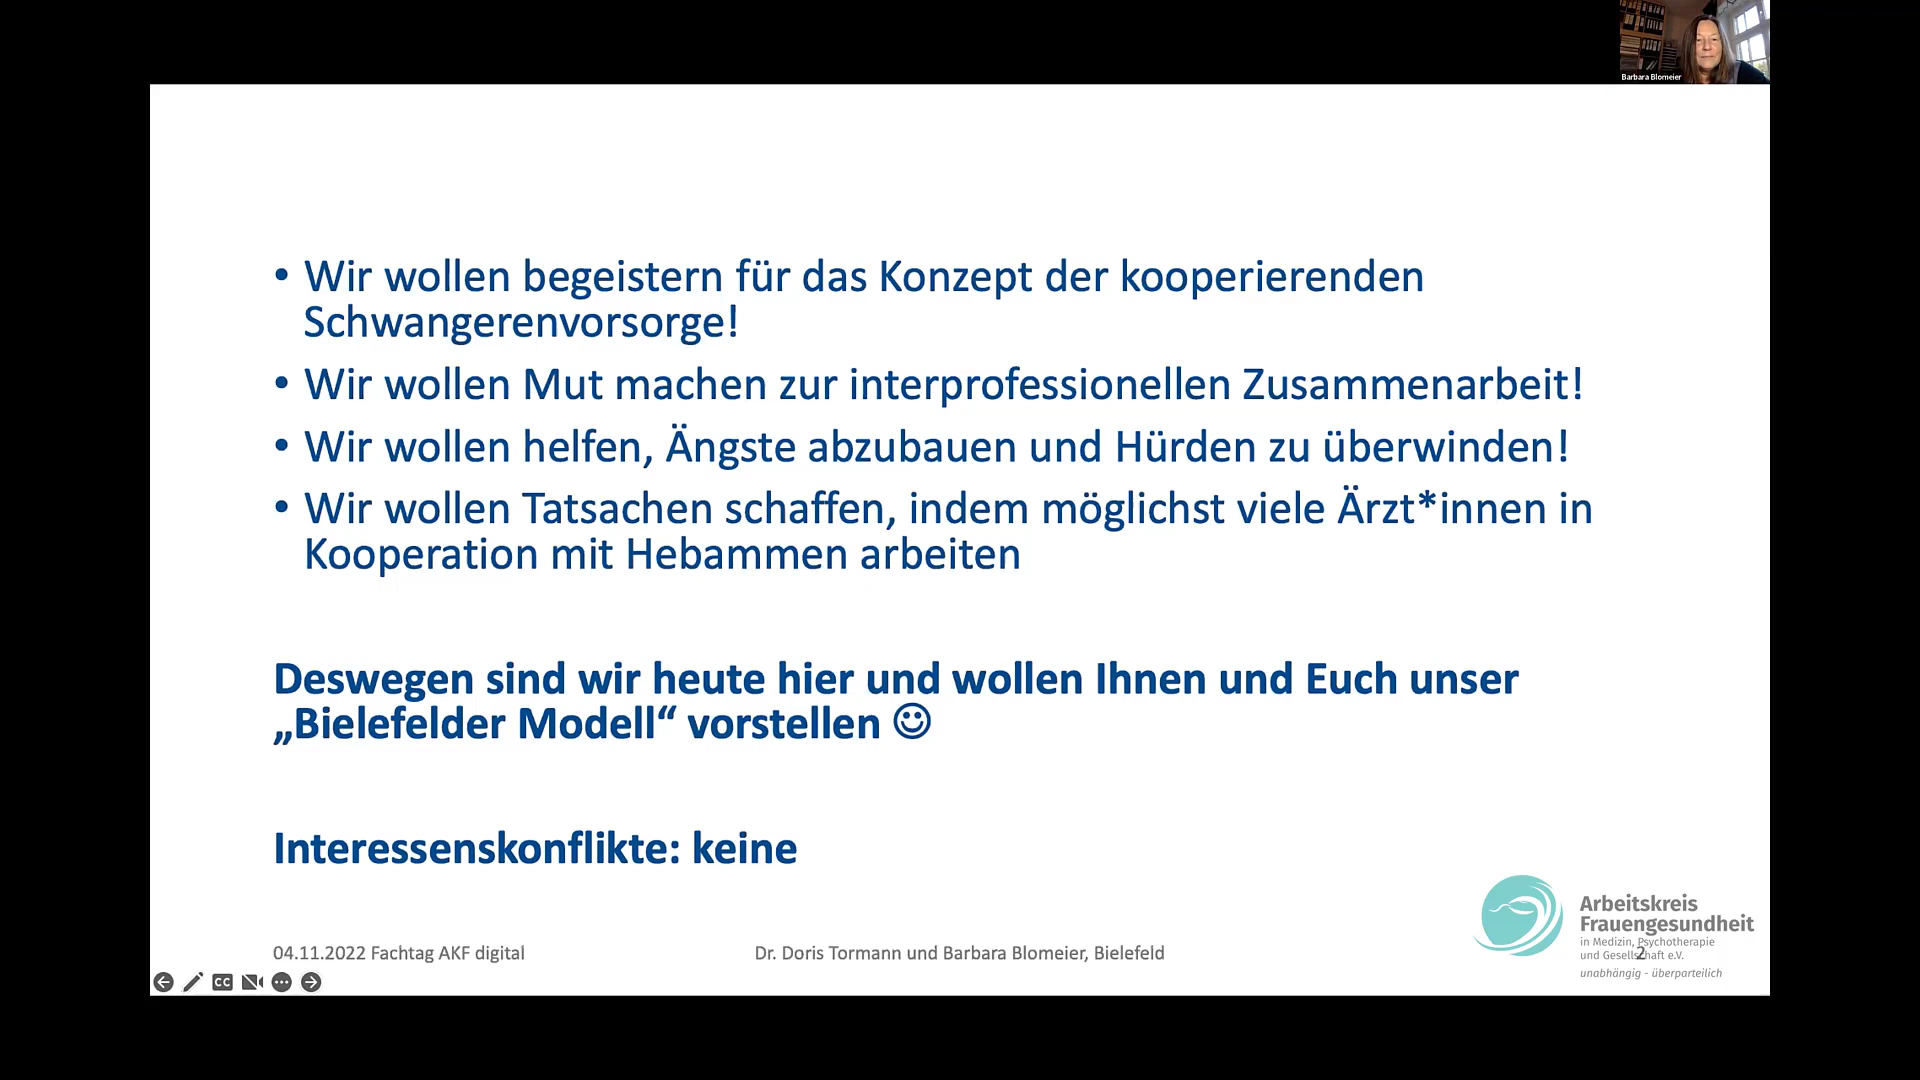 Barbara Blomeier
• Wir wollen begeistern für das Konzept der kooperierenden
Schwangerenvorsorge!
• Wir wollen Mut machen zur interprofessionellen Zusammenarbeit!
• Wir wollen helfen, Ängste abzubauen und Hürden zu überwinden!
• Wir wollen Tatsachen schaffen, indem möglichst viele Ärzt*innen in
Kooperation mit Hebammen arbeiten
Deswegen sind wir heute hier und wollen Ihnen und Euch unser
„Bielefelder Modell“ vorstellen ☺
Interessenskonflikte: keine
Arbeitskreis
Frauengesundheit
in Medizin, Psychotherapie
und Gesellschaft e.V.
unabhängig - überparteilich
04.11.2022 Fachtag AKF digital
Dr. Doris Tormann und Barbara Blomeier, Bielefeld
2
CC